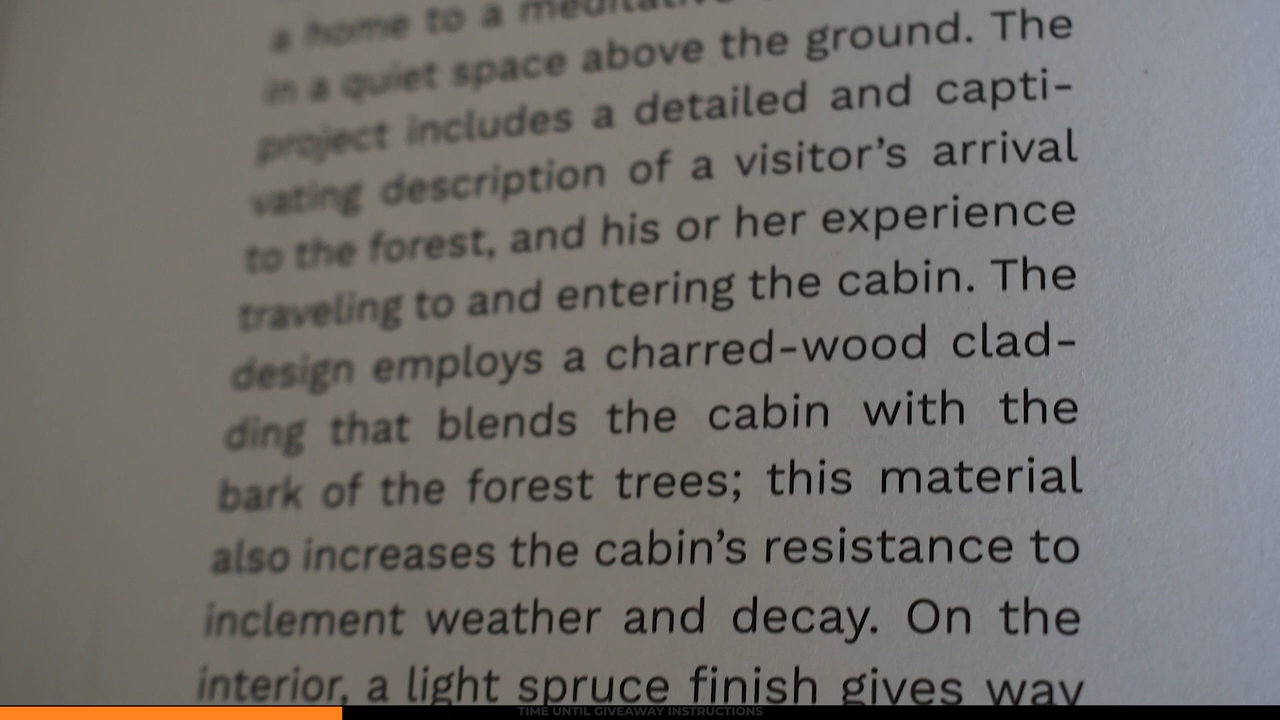 a home to a meditative
in a quiet space above the ground. The
project includes a detailed and capti-
vating description of a visitor's arrival
to the forest, and his or her experience
traveling to and entering the cabin. The
design employs a charred-wood clad-
ding that blends the cabin with the
bark of the forest trees; this material
also increases the cabin's resistance to
inclement weather and decay. On the
interior, a light spruce finish gives way
TIME UNTIL GIVEAWAY INSTRUCTIONS